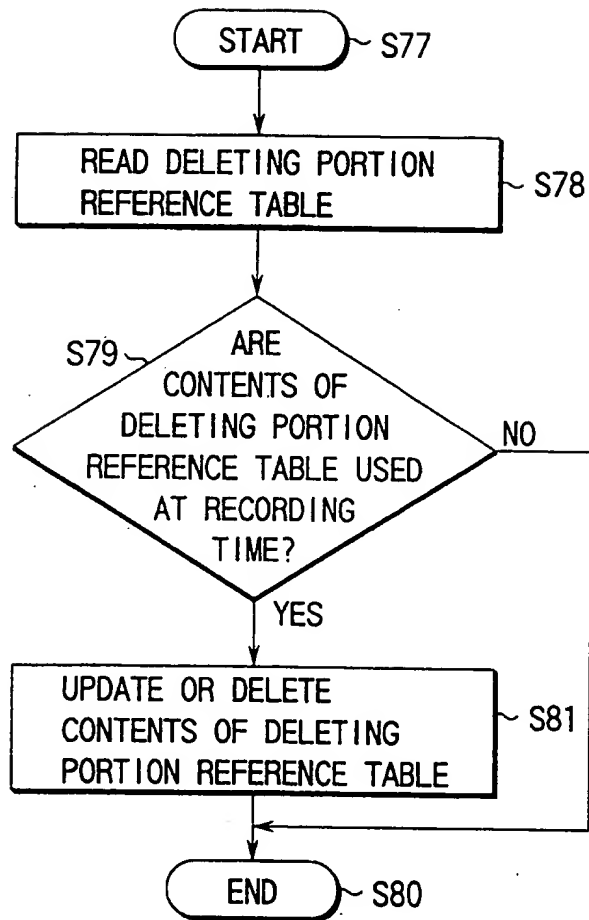 START
S77
READ DELETING PORTION
REFERENCE TABLE
S78
S79
ARE
CONTENTS OF
DELETING PORTION
REFERENCE TABLE USED
AT RECORDING
TIME?
NO
YES
UPDATE OR DELETE
CONTENTS OF DELETING
PORTION REFERENCE TABLE
S81
END
S80